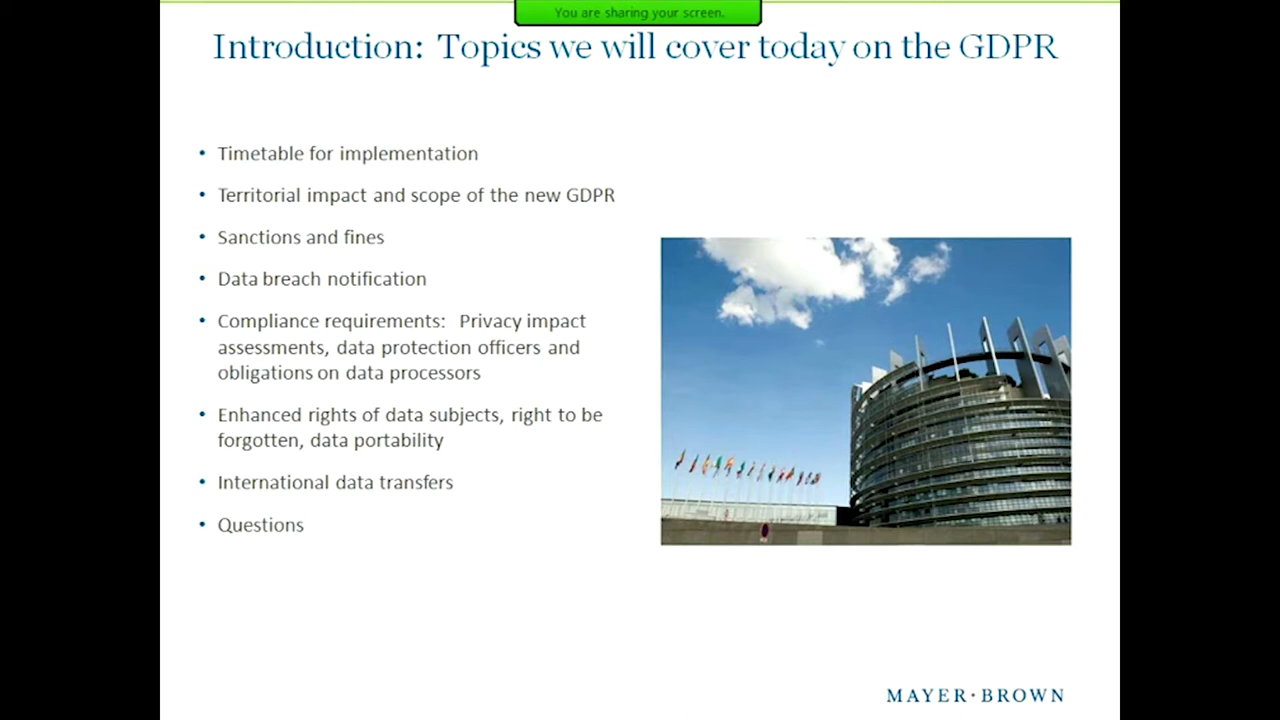 You are sharing your screen.
Introduction: Topics we will cover today on the GDPR
• Timetable for implementation
• Territorial impact and scope of the new GDPR
• Sanctions and fines
• Data breach notification
• Compliance requirements: Privacy impact
assessments, data protection officers and
obligations on data processors
• Enhanced rights of data subjects, right to be
forgotten, data portability
• International data transfers
• Questions
MAYER·BROWN